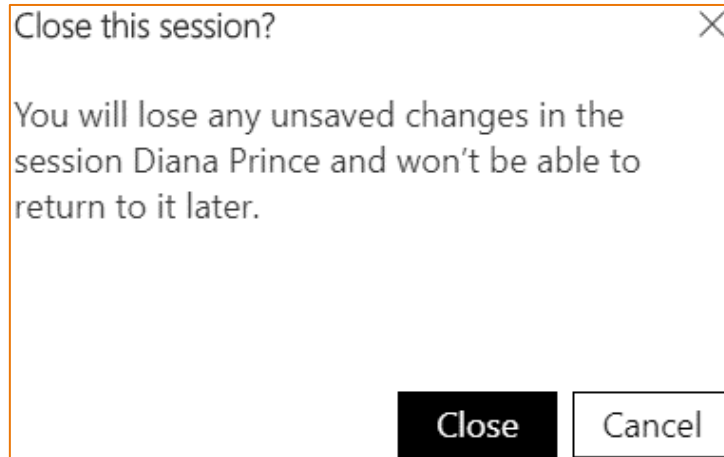 Close this session?
You will lose any unsaved changes in the
session Diana Prince and won’t be able to
return to it later.
Close Cancel